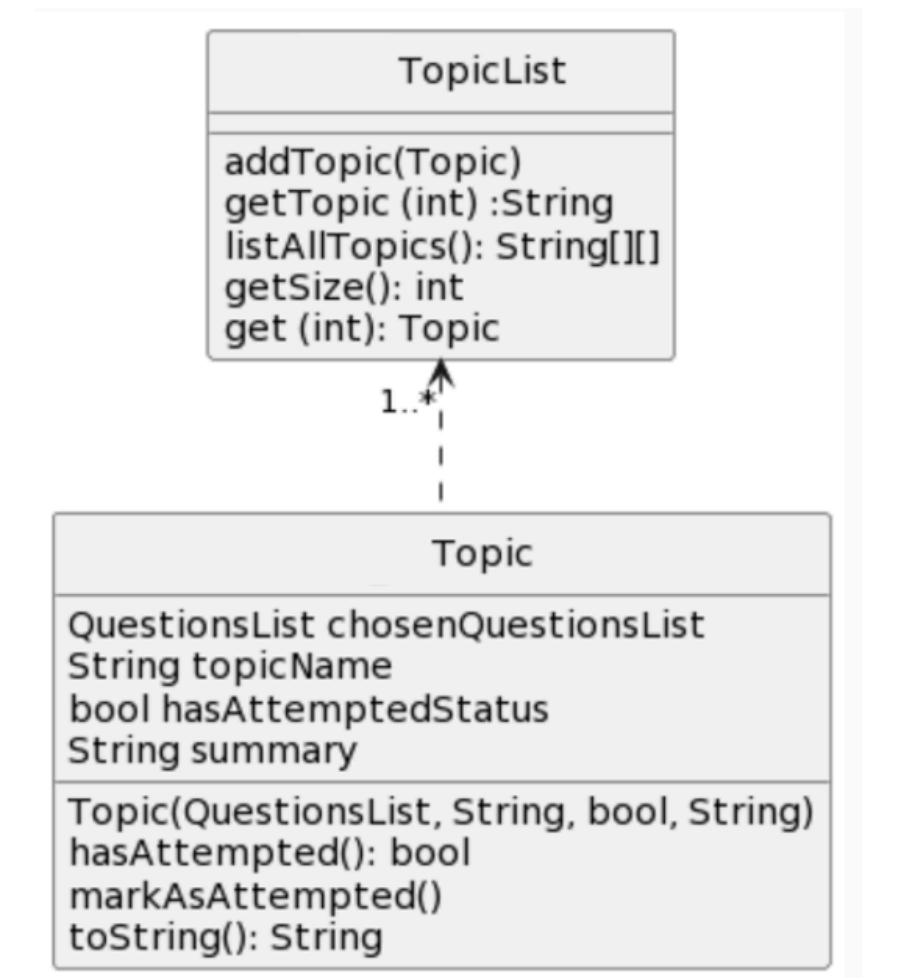 TopicList
addTopic(Topic)
getTopic (int) :String
listAllTopics(): String[][]
getSize(): int
get (int): Topic
1..*
Topic
QuestionsList chosenQuestionsList
String topicName
bool hasAttemptedStatus
String summary
Topic(QuestionsList, String, bool, String)
hasAttempted(): bool
markAsAttempted()
toString(): String